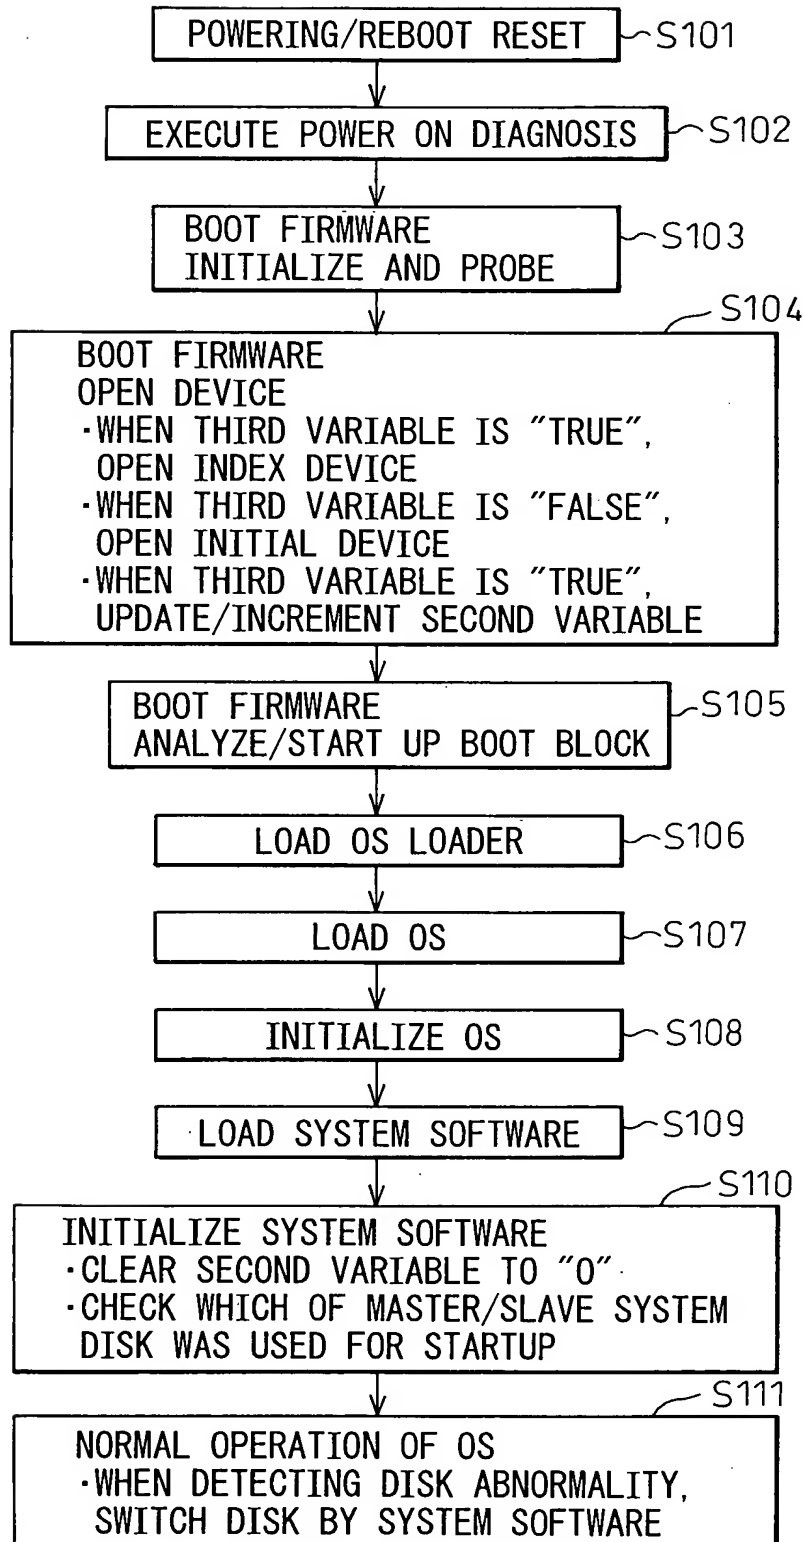 POWERING/REBOOT RESET S101
EXECUTE POWER ON DIAGNOSIS S102
BOOT FIRMWARE
INITIALIZE AND PROBE S103
S104
BOOT FIRMWARE
OPEN DEVICE
·WHEN THIRD VARIABLE IS "TRUE",
OPEN INDEX DEVICE
·WHEN THIRD VARIABLE IS "FALSE",
OPEN INITIAL DEVICE
·WHEN THIRD VARIABLE IS "TRUE",
UPDATE/INCREMENT SECOND VARIABLE
BOOT FIRMWARE S105
ANALYZE/START UP BOOT BLOCK
LOAD OS LOADER S106
LOAD OS S107
INITIALIZE OS S108
LOAD SYSTEM SOFTWARE S109
S110
INITIALIZE SYSTEM SOFTWARE
·CLEAR SECOND VARIABLE TO "0"
·CHECK WHICH OF MASTER/SLAVE SYSTEM
DISK WAS USED FOR STARTUP
S111
NORMAL OPERATION OF OS
·WHEN DETECTING DISK ABNORMALITY,
SWITCH DISK BY SYSTEM SOFTWARE